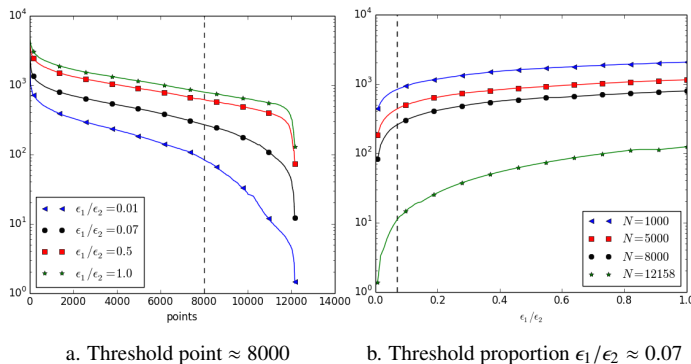 10^4
10^3
10^2
10^1
10^0
0 2000 4000 6000 8000 10000 12000 14000
points
ϵ1/ϵ2 =0.01
ϵ1/ϵ2 =0.07
ϵ1/ϵ2 =0.5
ϵ1/ϵ2 =1.0
a. Threshold point ≈ 8000
10^4
10^3
10^2
10^1
10^0
0.0 0.2 0.4 0.6 0.8 1.0
ϵ1/ϵ2
N=1000
N=5000
N=8000
N=12158
b. Threshold proportion ϵ1/ϵ2 ≈ 0.07